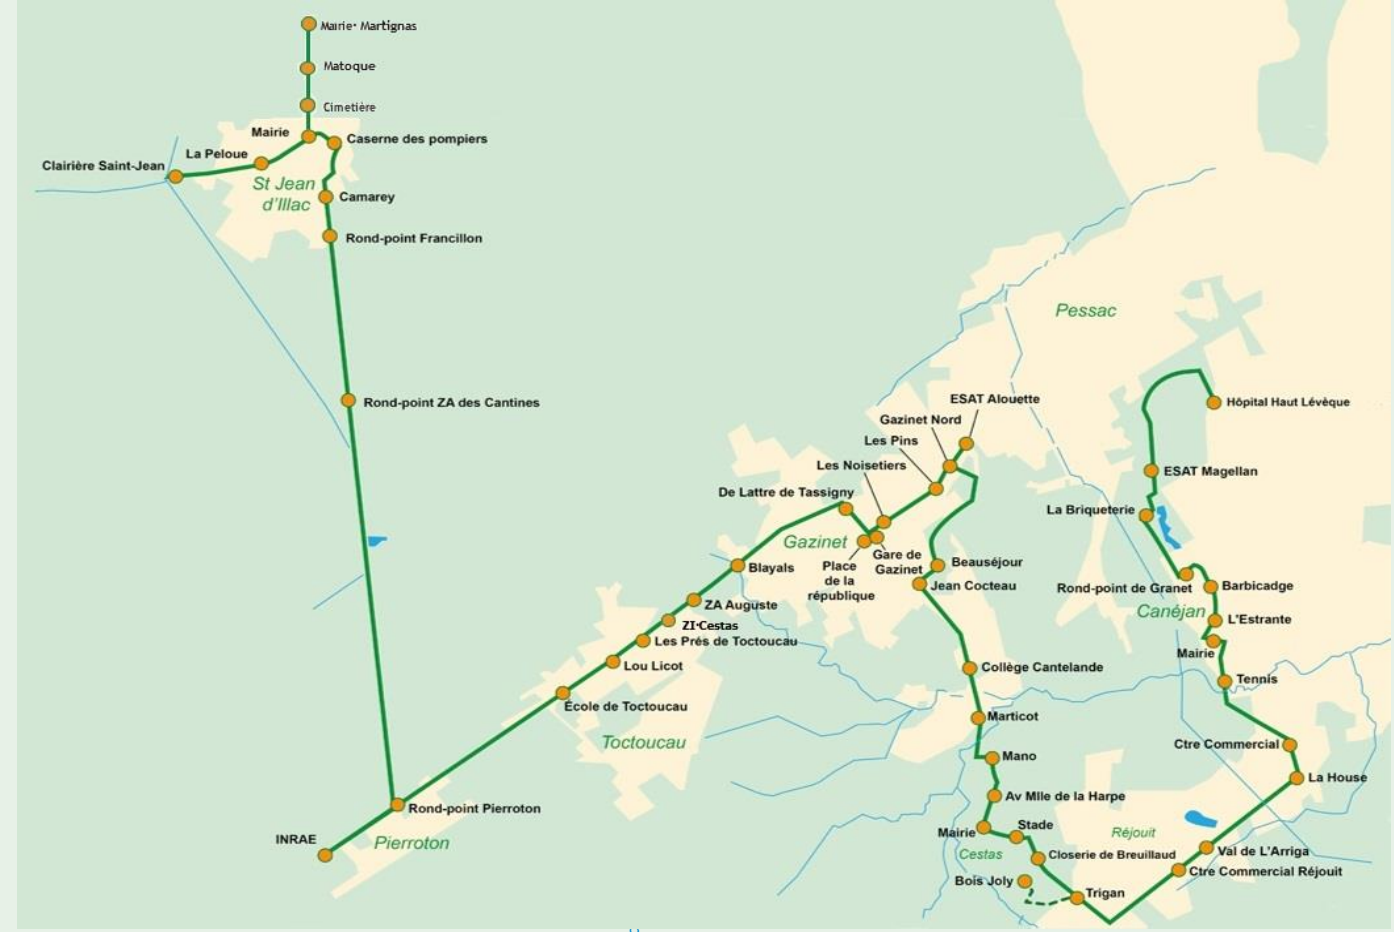 Mairie• Martignas
Matoque
Cimetière
Mairie
Caserne des pompiers
La Peloue
Clairière Saint-Jean
St Jean
d'Illac
Camarey
Rond-point Francillon
Rond-point ZA des Cantines
Pessac
ESAT Alouette
Hôpital Haut Lévèque
Gazinet Nord
Les Pins
Les Noisetiers
ESAT Magellan
De Lattre de Tassigny
La Briqueterie
Gazinet
Gare de
Gazinet
Place
de la
république
Beauséjour
Blayals
Jean Cocteau
Rond-point de Granet
Barbicadge
ZA Auguste
Canéjan
L'Estrante
ZI•Cestas
Les Prés de Toctoucau
Mairie
Lou Licot
Collège Cantelande
Tennis
École de Toctoucau
Marticot
Toctoucau
Ctre Commercial
Mano
La House
Av Mlle de la Harpe
Rond-point Pierroton
Stade
Mairie
Réjouit
INRAE
Pierroton
Cestas
Closerie de Breuillaud
Val de L'Arriga
Ctre Commercial Réjouit
Bois Joly
Trigan